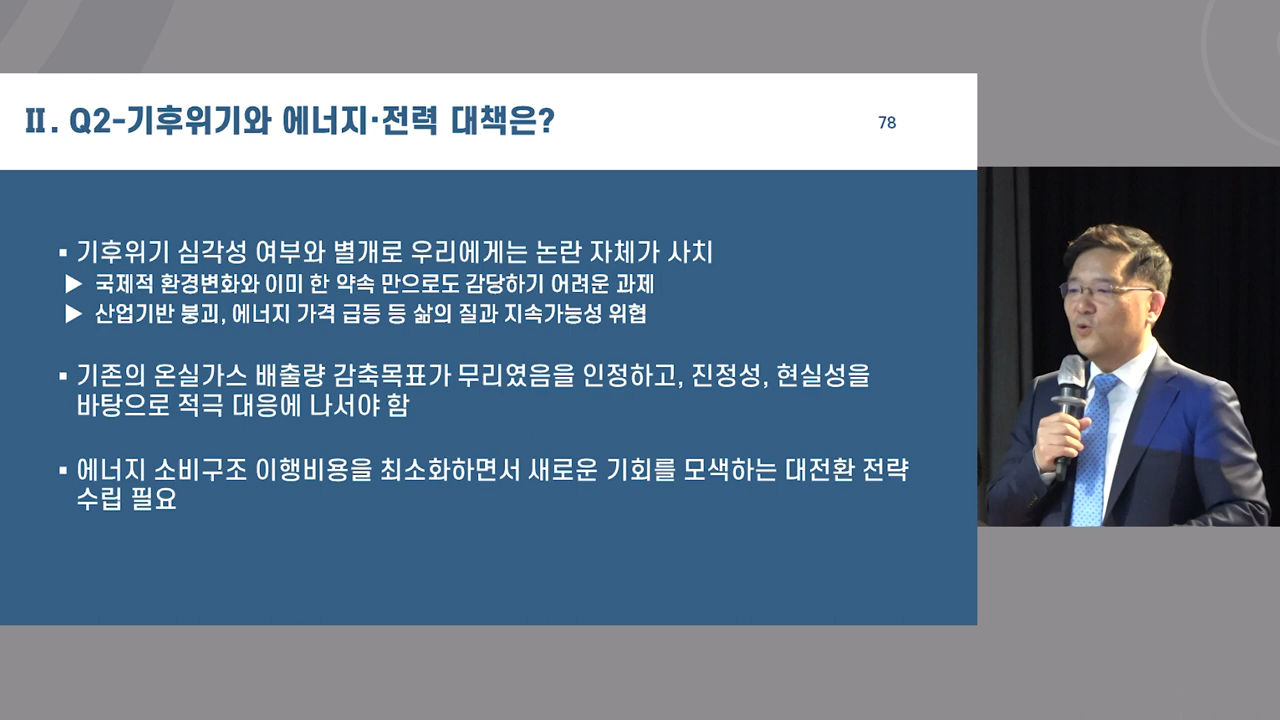 Ⅱ. Q2-기후위기와 에너지·전력 대책은?
78
▪ 기후위기 심각성 여부와 별개로 우리에게는 논란 자체가 사치
▶ 국제적 환경변화와 이미 한 약속 만으로도 감당하기 어려운 과제
▶ 산업기반 붕괴, 에너지 가격 급등 등 삶의 질과 지속가능성 위협
▪ 기존의 온실가스 배출량 감축목표가 무리였음을 인정하고, 진정성, 현실성을
바탕으로 적극 대응에 나서야 함
▪ 에너지 소비구조 이행비용을 최소화하면서 새로운 기회를 모색하는 대전환 전략
수립 필요